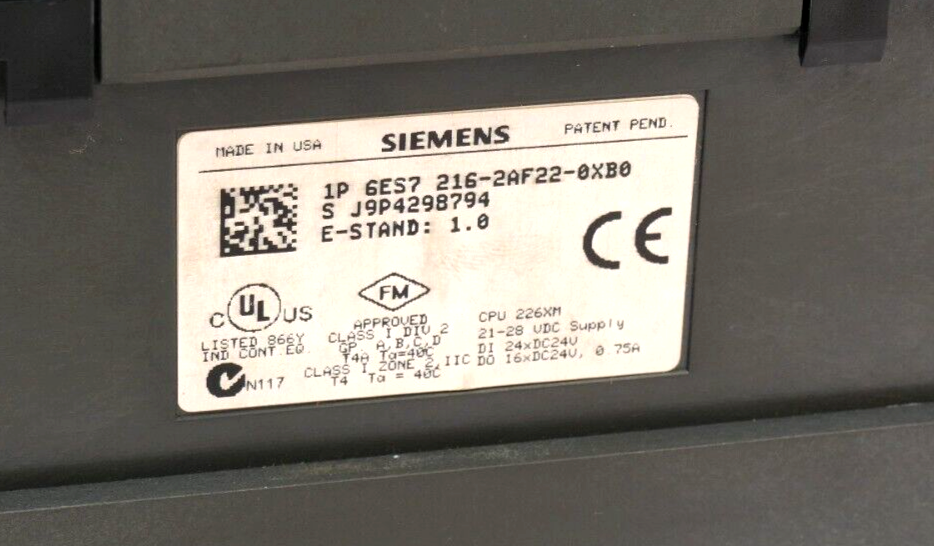 MADE IN USA SIEMENS PATENT PEND.
1P 6ES7 216-2AF22-0XB0
S J9P4298794
E-STAND: 1.0
CE
C UL US
LISTED 866Y
IND CONT.EQ.
N117
FM
APPROVED
CLASS I DIV 2
GP A,B,C,D
T4A Ta=40C
CLASS I ZONE 2,IIC
T4 Ta = 40C
CPU 226XM
21-28 VDC Supply
DI 24xDC24V
DO 16xDC24V, 0.75A